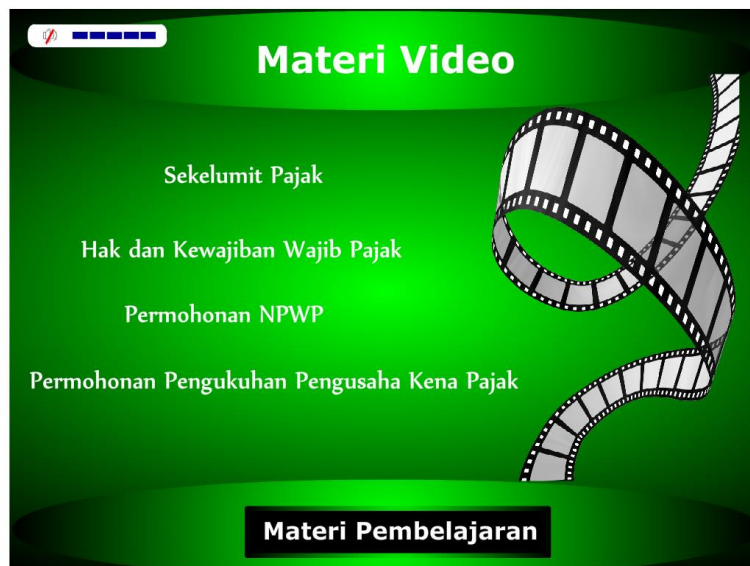 Materi Video
Sekelumit Pajak
Hak dan Kewajiban Wajib Pajak
Permohonan NPWP
Permohonan Pengukuhan Pengusaha Kena Pajak
Materi Pembelajaran